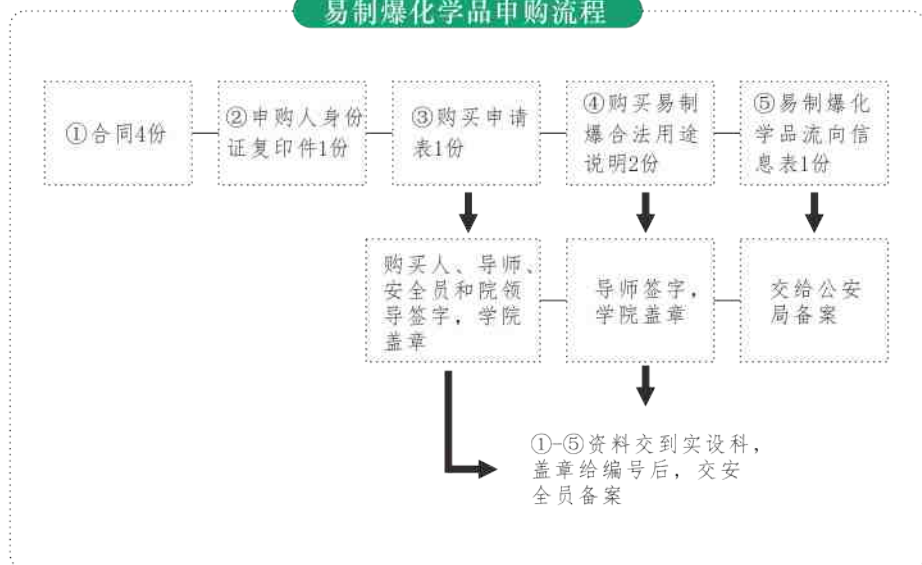 易制爆化学品申购流程
①合同4份
②申购人身份
证复印件1份
③购买申请
表1份
④购买易制
爆合法用途
说明2份
⑤易制爆化
学品流向信
息表1份
购买人、导师、
安全员和院领
导签字，学院
盖章
导师签字，
学院盖章
交给公安
局备案
①-⑤资料交到实设科，
盖章给编号后，交安
全员备案